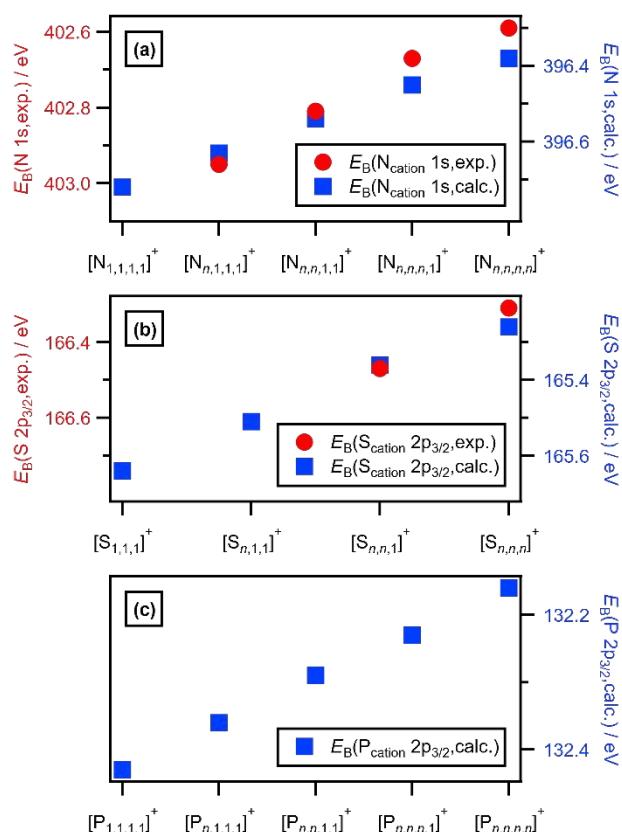 (a)
E_B(N 1s,exp.) / eV
402.6
402.8
403.0
E_B(N 1s,calc.) / eV
396.4
396.6
E_B(N_cation 1s,exp.)
E_B(N_cation 1s,calc.)
[N_1,1,1,1]^+ [N_n,1,1,1]^+ [N_n,n,1,1]^+ [N_n,n,n,1]^+ [N_n,n,n,n]^+
(b)
E_B(S 2p_3/2,exp.) / eV
166.4
166.6
E_B(S 2p_3/2,calc.) / eV
165.4
165.6
E_B(S_cation 2p_3/2,exp.)
E_B(S_cation 2p_3/2,calc.)
[S_1,1,1]^+ [S_n,1,1]^+ [S_n,n,1]^+ [S_n,n,n]^+
(c)
E_B(P 2p_3/2,calc.) / eV
132.2
132.4
E_B(P_cation 2p_3/2,calc.)
[P_1,1,1,1]^+ [P_n,1,1,1]^+ [P_n,n,1,1]^+ [P_n,n,n,1]^+ [P_n,n,n,n]^+